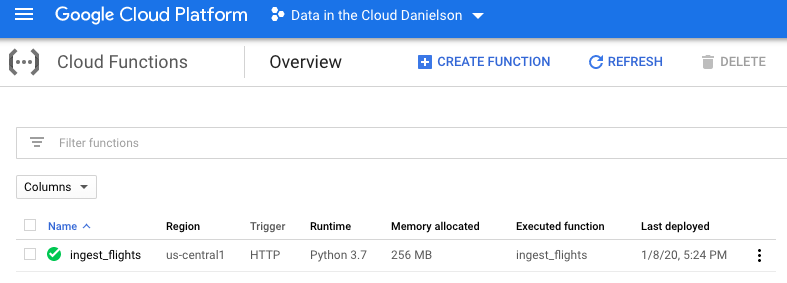 Google Cloud Platform Data in the Cloud Danielson
Cloud Functions Overview CREATE FUNCTION REFRESH DELETE
Filter functions
Columns
Name Region Trigger Runtime Memory allocated Executed function Last deployed
ingest_flights us-central1 HTTP Python 3.7 256 MB ingest_flights 1/8/20, 5:24 PM